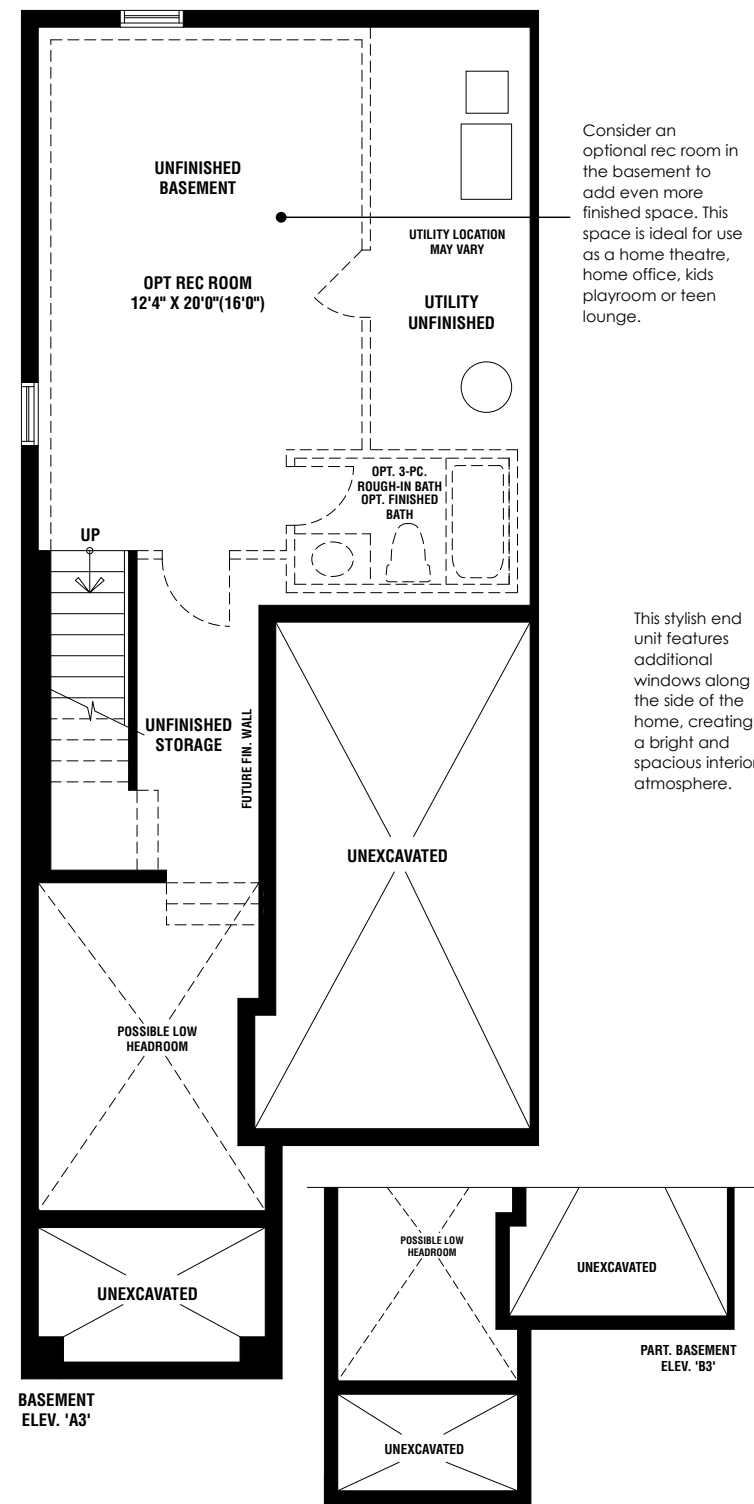 UNFINISHED
BASEMENT
OPT REC ROOM
12'4" X 20'0"(16'0")
UTILITY LOCATION
MAY VARY
UTILITY
UNFINISHED
Consider an
optional rec room in
the basement to
add even more
finished space. This
space is ideal for use
as a home theatre,
home office, kids
playroom or teen
lounge.
OPT. 3-PC.
ROUGH-IN BATH
OPT. FINISHED
BATH
UP
UNFINISHED
STORAGE
FUTURE FIN. WALL
This stylish end
unit features
additional
windows along
the side of the
home, creating
a bright and
spacious interior
atmosphere.
UNEXCAVATED
POSSIBLE LOW
HEADROOM
UNEXCAVATED
BASEMENT
ELEV. 'A3'
POSSIBLE LOW
HEADROOM
UNEXCAVATED
PART. BASEMENT
ELEV. 'B3'
UNEXCAVATED